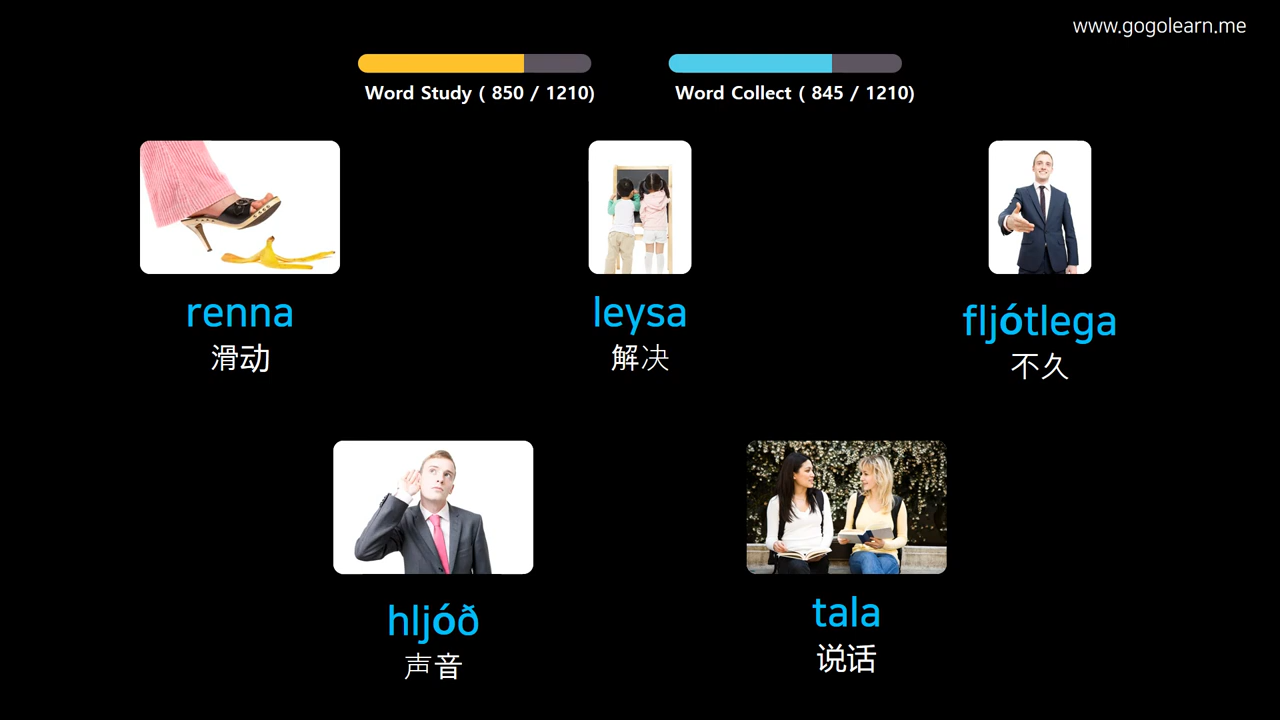 www.gogolearn.me
Word Study ( 850 / 1210)
Word Collect ( 845 / 1210)
renna
滑动
leysa
解决
fljótlega
不久
hljóð
声音
tala
说话